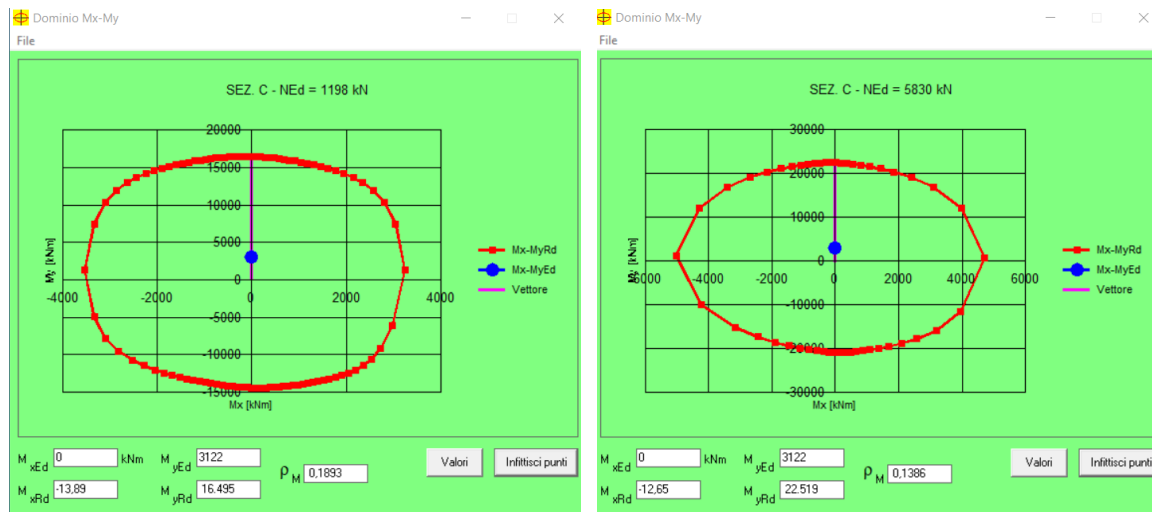 Dominio Mx-My
File
SEZ. C - NEd = 1198 kN
20000
15000
10000
5000
0
-5000
-10000
-15000
-4000 -2000 0 2000 4000
My [kNm]
Mx [kNm]
Mx-MyRd
Mx-MyEd
Vettore
M xEd 0 kNm M yEd 3122
M xRd -13,89 M yRd 16.495
ρ M 0,1893
Valori Infittisci punti
Dominio Mx-My
File
SEZ. C - NEd = 5830 kN
30000
20000
10000
0
-10000
-20000
-30000
-6000 -4000 -2000 0 2000 4000 6000
Mx [kNm]
Mx-MyRd
Mx-MyEd
Vettore
M xEd 0 kNm M yEd 3122
M xRd -12,65 M yRd 22.519
ρ M 0,1386
Valori Infittisci punti